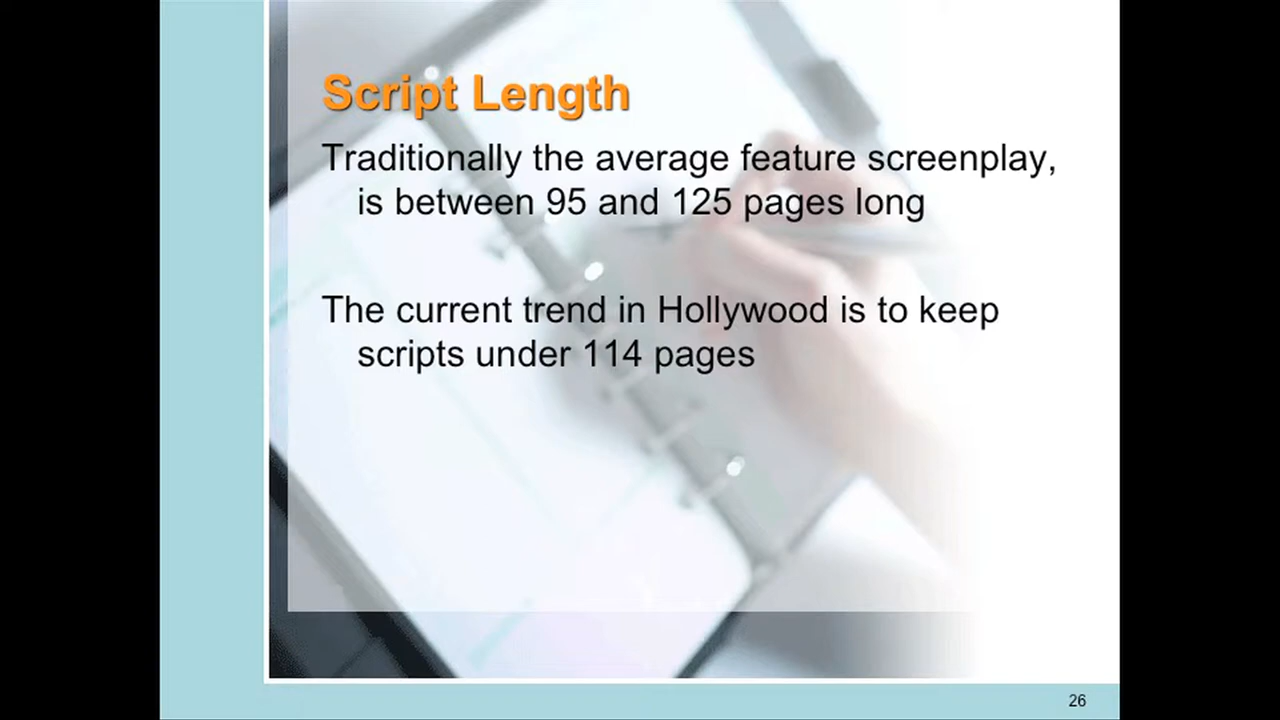 Script Length
Traditionally the average feature screenplay,
is between 95 and 125 pages long
The current trend in Hollywood is to keep
scripts under 114 pages
26